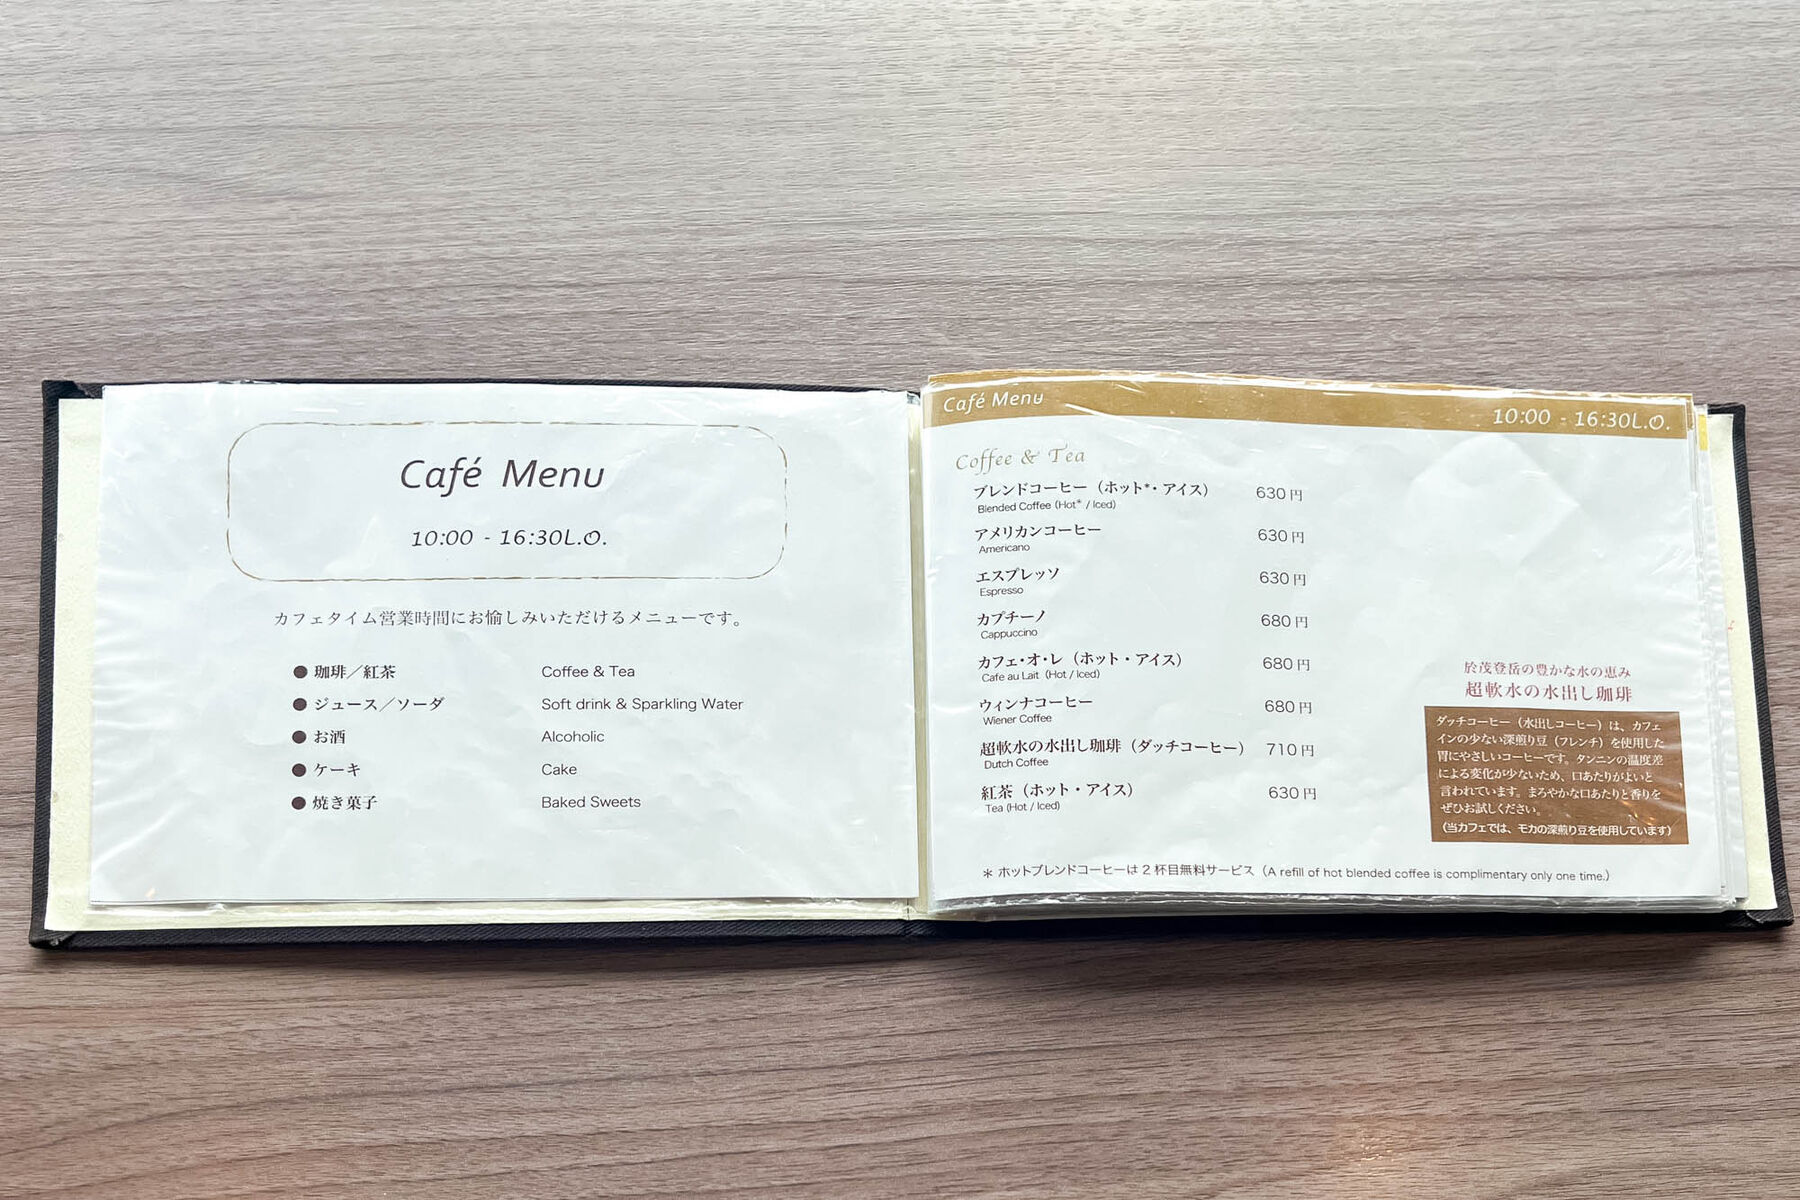 Café Menu
10:00 - 16:30L.O.
カフェタイム営業時間にお愉しみいただけるメニューです。
● 珈琲／紅茶 Coffee & Tea
● ジュース／ソーダ Soft drink & Sparkling Water
● お酒 Alcoholic
● ケーキ Cake
● 焼き菓子 Baked Sweets
Café Menu 10:00 - 16:30L.O.
Coffee & Tea
ブレンドコーヒー（ホット*・アイス） 630円
Blended Coffee (Hot* / Iced)
アメリカンコーヒー 630円
Americano
エスプレッソ 630円
Espresso
カプチーノ 680円
Cappuccino
カフェ・オ・レ（ホット・アイス） 680円
Cafe au Lait (Hot / Iced)
ウィンナコーヒー 680円
Wiener Coffee
超軟水の水出し珈琲（ダッチコーヒー） 710円
Dutch Coffee
紅茶（ホット・アイス） 630円
Tea (Hot / Iced)
於茂登岳の豊かな水の恵み
超軟水の水出し珈琲
ダッチコーヒー（水出しコーヒー）は、カフェ
インの少ない深煎り豆（フレンチ）を使用した
胃にやさしいコーヒーです。タンニンの温度差
による変化が少ないため、口あたりがよいと
言われています。まろやかな口あたりと香りを
ぜひお試しください。
（当カフェでは、モカの深煎り豆を使用しています）
＊ ホットブレンドコーヒーは2杯目無料サービス（A refill of hot blended coffee is complimentary only one time.）